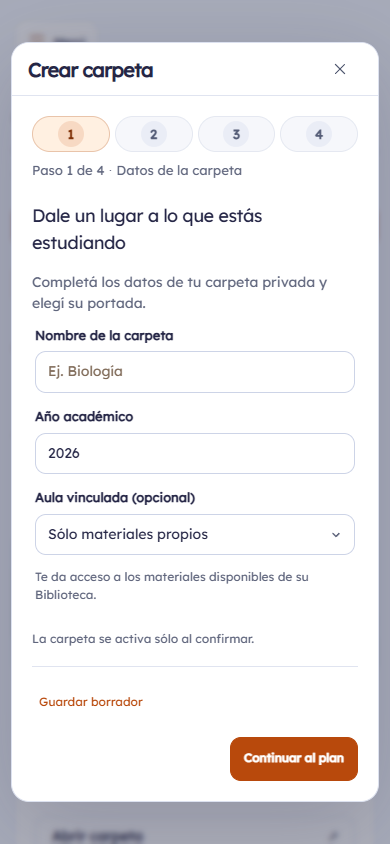 Crear carpeta
1
2
3
4
Paso 1 de 4 · Datos de la carpeta
Dale un lugar a lo que estás
estudiando
Completá los datos de tu carpeta privada y
elegí su portada.
Nombre de la carpeta
Ej. Biología
Año académico
2026
Aula vinculada (opcional)
Sólo materiales propios
Te da acceso a los materiales disponibles de su
Biblioteca.
La carpeta se activa sólo al confirmar.
Guardar borrador
Continuar al plan
Abrir carpeta